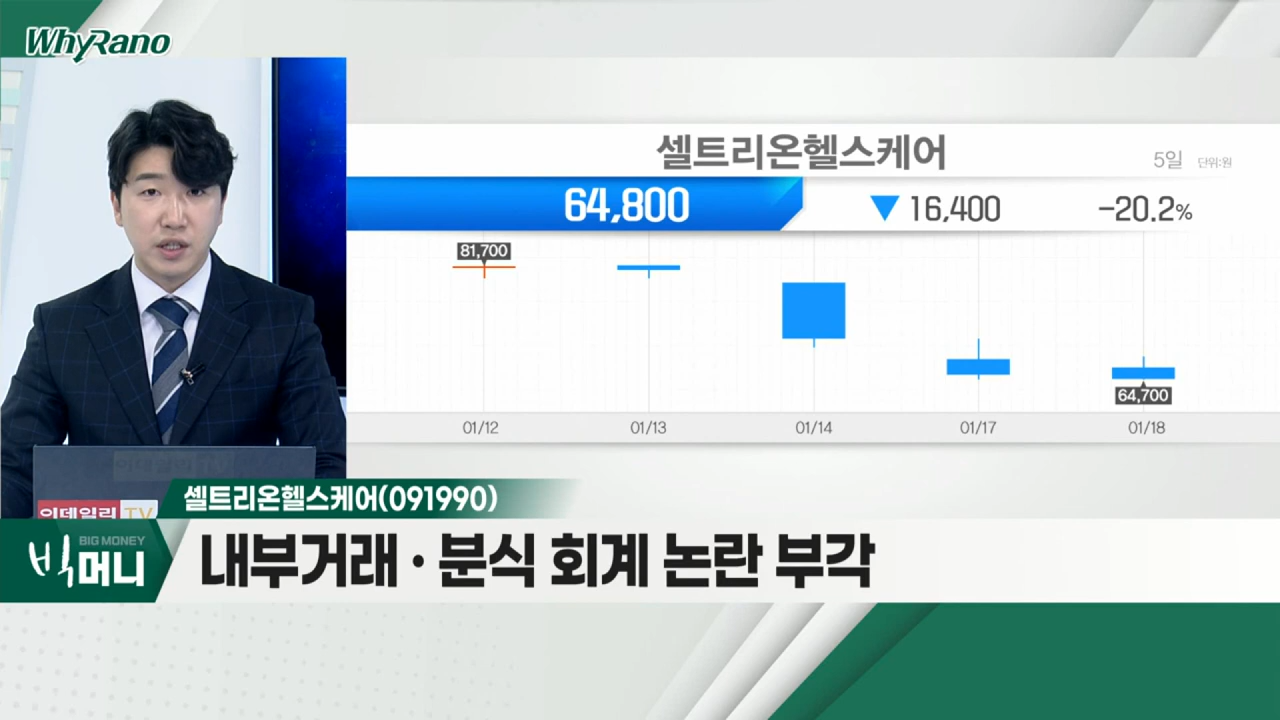 WhyRano
셀트리온헬스케어
5일 단위:원
64,800 ▼ 16,400 -20.2%
81,700
64,700
01/12 01/13 01/14 01/17 01/18
이데일리 TV
셀트리온헬스케어(091990)
BIG MONEY
빅머니
내부거래·분식 회계 논란 부각